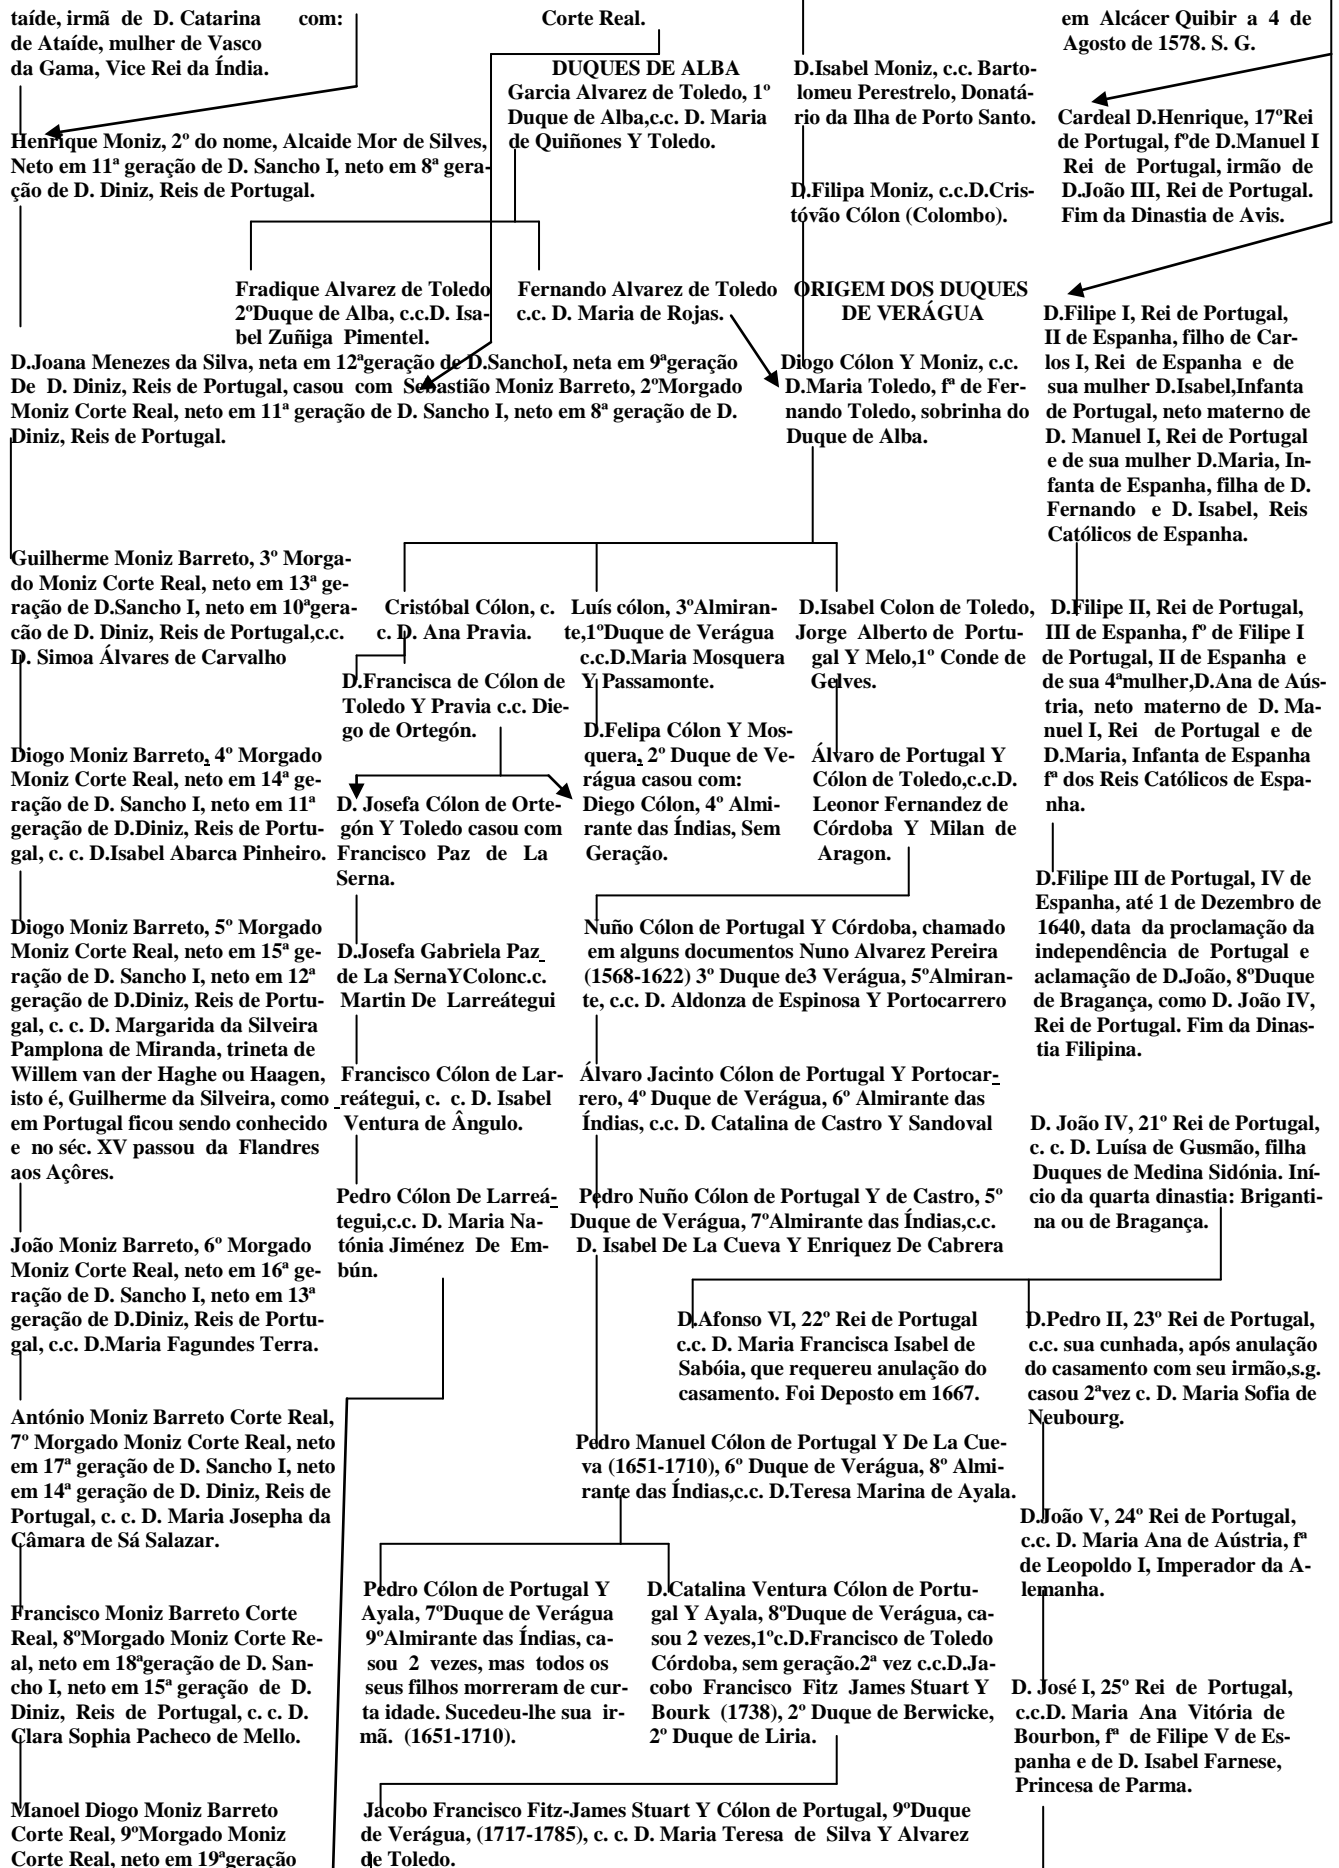 taíde, irmã de D. Catarina com:
de Ataíde, mulher de Vasco
da Gama, Vice Rei da Índia.
Henrique Moniz, 2º do nome, Alcaide Mor de Silves,
Neto em 11ª geração de D. Sancho I, neto em 8ª gera-
ção de D. Diniz, Reis de Portugal.
Corte Real.
DUQUES DE ALBA
Garcia Alvarez de Toledo, 1º
Duque de Alba,c.c. D. Maria
de Quiñones Y Toledo.
D.Isabel Moniz, c.c. Barto-
lomeu Perestrelo, Donatá-
rio da Ilha de Porto Santo.
D.Filipa Moniz, c.c.D.Cris-
tóvão Cólon (Colombo).
em Alcácer Quibir a 4 de
Agosto de 1578. S. G.
Cardeal D.Henrique, 17ºRei
de Portugal, fºde D.Manuel I
Rei de Portugal, irmão de
D.João III, Rei de Portugal.
Fim da Dinastia de Avis.
Fradique Alvarez de Toledo
2ºDuque de Alba, c.c.D. Isa-
bel Zuñiga Pimentel.
Fernando Alvarez de Toledo
c.c. D. Maria de Rojas.
ORIGEM DOS DUQUES
DE VERÁGUA
D.Joana Menezes da Silva, neta em 12ªgeração de D.SanchoI, neta em 9ªgeração
De D. Diniz, Reis de Portugal, casou com Sebastião Moniz Barreto, 2ºMorgado
Moniz Corte Real, neto em 11ª geração de D. Sancho I, neto em 8ª geração de D.
Diniz, Reis de Portugal.
Diogo Cólon Y Moniz, c.c.
D.Maria Toledo, fª de Fer-
nando Toledo, sobrinha do
Duque de Alba.
D.Filipe I, Rei de Portugal,
II de Espanha, filho de Car-
los I, Rei de Espanha e de
sua mulher D.Isabel,Infanta
de Portugal, neto materno de
D. Manuel I, Rei de Portugal
e de sua mulher D.Maria, In-
fanta de Espanha, filha de D.
Fernando e D. Isabel, Reis
Católicos de Espanha.
Guilherme Moniz Barreto, 3º Morga-
do Moniz Corte Real, neto em 13ª ge-
ração de D.Sancho I, neto em 10ªgera-
cão de D. Diniz, Reis de Portugal,c.c.
D. Simoa Álvares de Carvalho
Cristóbal Cólon, c.
c. D. Ana Pravia.
Luís cólon, 3ºAlmiran-
te,1ºDuque de Verágua
c.c.D.Maria Mosquera
Y Passamonte.
D.Isabel Colon de Toledo,
Jorge Alberto de Portu-
gal Y Melo,1º Conde de
Gelves.
D.Filipe II, Rei de Portugal,
III de Espanha, fº de Filipe I
de Portugal, II de Espanha e
de sua 4ªmulher,D.Ana de Aús-
tria, neto materno de D. Ma-
nuel I, Rei de Portugal e de
D.Maria, Infanta de Espanha
fª dos Reis Católicos de Espa-
nha.
D.Francisca de Cólon de
Toledo Y Pravia c.c. Die-
go de Ortegón.
D.Felipa Cólon Y Mos-
quera, 2º Duque de Ve-
rágua casou com:
Diego Cólon, 4º Almi-
rante das Índias, Sem
Geração.
Álvaro de Portugal Y
Cólon de Toledo,c.c.D.
Leonor Fernandez de
Córdoba Y Milan de
Aragon.
Diogo Moniz Barreto, 4º Morgado
Moniz Corte Real, neto em 14ª ge-
ração de D. Sancho I, neto em 11ª
geração de D.Diniz, Reis de Portu-
gal, c. c. D.Isabel Abarca Pinheiro.
D. Josefa Cólon de Orte-
gón Y Toledo casou com
Francisco Paz de La
Serna.
D.Filipe III de Portugal, IV de
Espanha, até 1 de Dezembro de
1640, data da proclamação da
independência de Portugal e
aclamação de D.João, 8ºDuque
de Bragança, como D. João IV,
Rei de Portugal. Fim da Dinas-
tia Filipina.
Diogo Moniz Barreto, 5º Morgado
Moniz Corte Real, neto em 15ª ge-
ração de D. Sancho I, neto em 12ª
geração de D.Diniz, Reis de Portu-
gal, c. c. D. Margarida da Silveira
Pamplona de Miranda, trineta de
Willem van der Haghe ou Haagen,
isto é, Guilherme da Silveira, como
em Portugal ficou sendo conhecido
e no séc. XV passou da Flandres
aos Açôres.
D.Josefa Gabriela Paz
de La SernaYColonc.c.
Martin De Larreátegui
Nuño Cólon de Portugal Y Córdoba, chamado
em alguns documentos Nuno Alvarez Pereira
(1568-1622) 3º Duque de3 Verágua, 5ºAlmiran-
te, c.c. D. Aldonza de Espinosa Y Portocarrero
Francisco Cólon de Lar-
reátegui, c. c. D. Isabel
Ventura de Ângulo.
Álvaro Jacinto Cólon de Portugal Y Portocar-
rero, 4º Duque de Verágua, 6º Almirante das
Índias, c.c. D. Catalina de Castro Y Sandoval
D. João IV, 21º Rei de Portugal,
c. c. D. Luísa de Gusmão, filha
Duques de Medina Sidónia. Iní-
cio da quarta dinastia: Briganti-
na ou de Bragança.
Pedro Cólon De Larreá-
tegui,c.c. D. Maria Na-
tónia Jiménez De Em-
bún.
Pedro Nuño Cólon de Portugal Y de Castro, 5º
Duque de Verágua, 7ºAlmirante das Índias,c.c.
D. Isabel De La Cueva Y Enriquez De Cabrera
João Moniz Barreto, 6º Morgado
Moniz Corte Real, neto em 16ª ge-
ração de D. Sancho I, neto em 13ª
geração de D.Diniz, Reis de Portu-
gal, c.c. D.Maria Fagundes Terra.
D.Afonso VI, 22º Rei de Portugal
c.c. D. Maria Francisca Isabel de
Sabóia, que requereu anulação do
casamento. Foi Deposto em 1667.
D.Pedro II, 23º Rei de Portugal,
c.c. sua cunhada, após anulação
do casamento com seu irmão,s.g.
casou 2ªvez c. D. Maria Sofia de
Neubourg.
António Moniz Barreto Corte Real,
7º Morgado Moniz Corte Real, neto
em 17ª geração de D. Sancho I, neto
em 14ª geração de D. Diniz, Reis de
Portugal, c. c. D. Maria Josepha da
Câmara de Sá Salazar.
Pedro Manuel Cólon de Portugal Y De La Cue-
va (1651-1710), 6º Duque de Verágua, 8º Almi-
rante das Índias,c.c. D.Teresa Marina de Ayala.
D.João V, 24º Rei de Portugal,
c.c. D. Maria Ana de Aústria, fª
de Leopoldo I, Imperador da A-
lemanha.
Francisco Moniz Barreto Corte
Real, 8ºMorgado Moniz Corte Re-
al, neto em 18ªgeração de D. San-
cho I, neto em 15ª geração de D.
Diniz, Reis de Portugal, c. c. D.
Clara Sophia Pacheco de Mello.
Pedro Cólon de Portugal Y
Ayala, 7ºDuque de Verágua
9ºAlmirante das Índias, ca-
sou 2 vezes, mas todos os
seus filhos morreram de cur-
ta idade. Sucedeu-lhe sua ir-
mã. (1651-1710).
D.Catalina Ventura Cólon de Portu-
gal Y Ayala, 8ºDuque de Verágua, ca-
sou 2 vezes,1ºc.D.Francisco de Toledo
Córdoba, sem geração.2ª vez c.c.D.Ja-
cobo Francisco Fitz James Stuart Y
Bourk (1738), 2º Duque de Berwicke,
2º Duque de Liria.
D. José I, 25º Rei de Portugal,
c.c.D. Maria Ana Vitória de
Bourbon, fª de Filipe V de Es-
panha e de D. Isabel Farnese,
Princesa de Parma.
Manoel Diogo Moniz Barreto
Corte Real, 9ºMorgado Moniz
Corte Real, neto em 19ªgeração
Jacobo Francisco Fitz-James Stuart Y Cólon de Portugal, 9ºDuque
de Verágua, (1717-1785), c. c. D. Maria Teresa de Silva Y Alvarez
de Toledo.